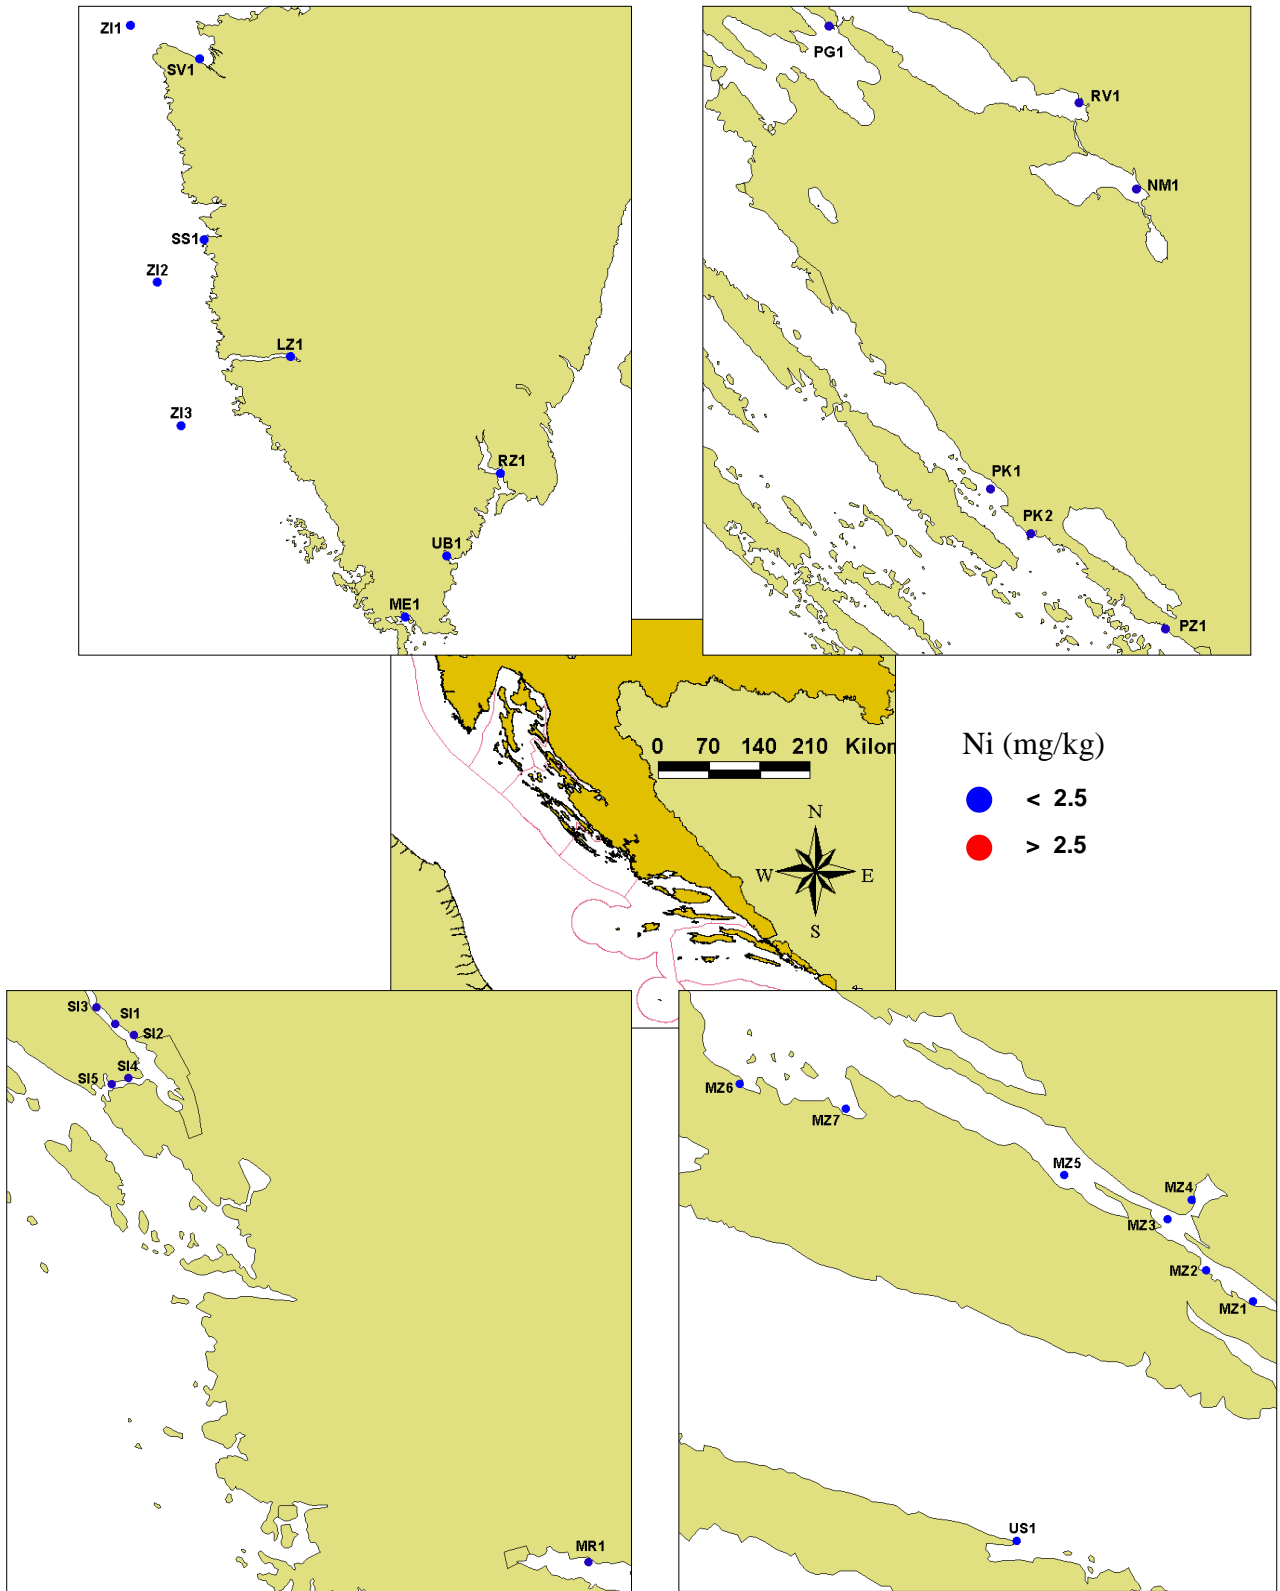 ZI1
SV1
SS1
ZI2
LZ1
ZI3
RZ1
UB1
ME1
PG1
RV1
NM1
PK1
PK2
PZ1
0 70 140 210 Kilon
N
W E
S
Ni (mg/kg)
< 2.5
> 2.5
SI3
SI1
SI2
SI4
SI5
MR1
MZ6
MZ7
MZ5
MZ4
MZ3
MZ2
MZ1
US1